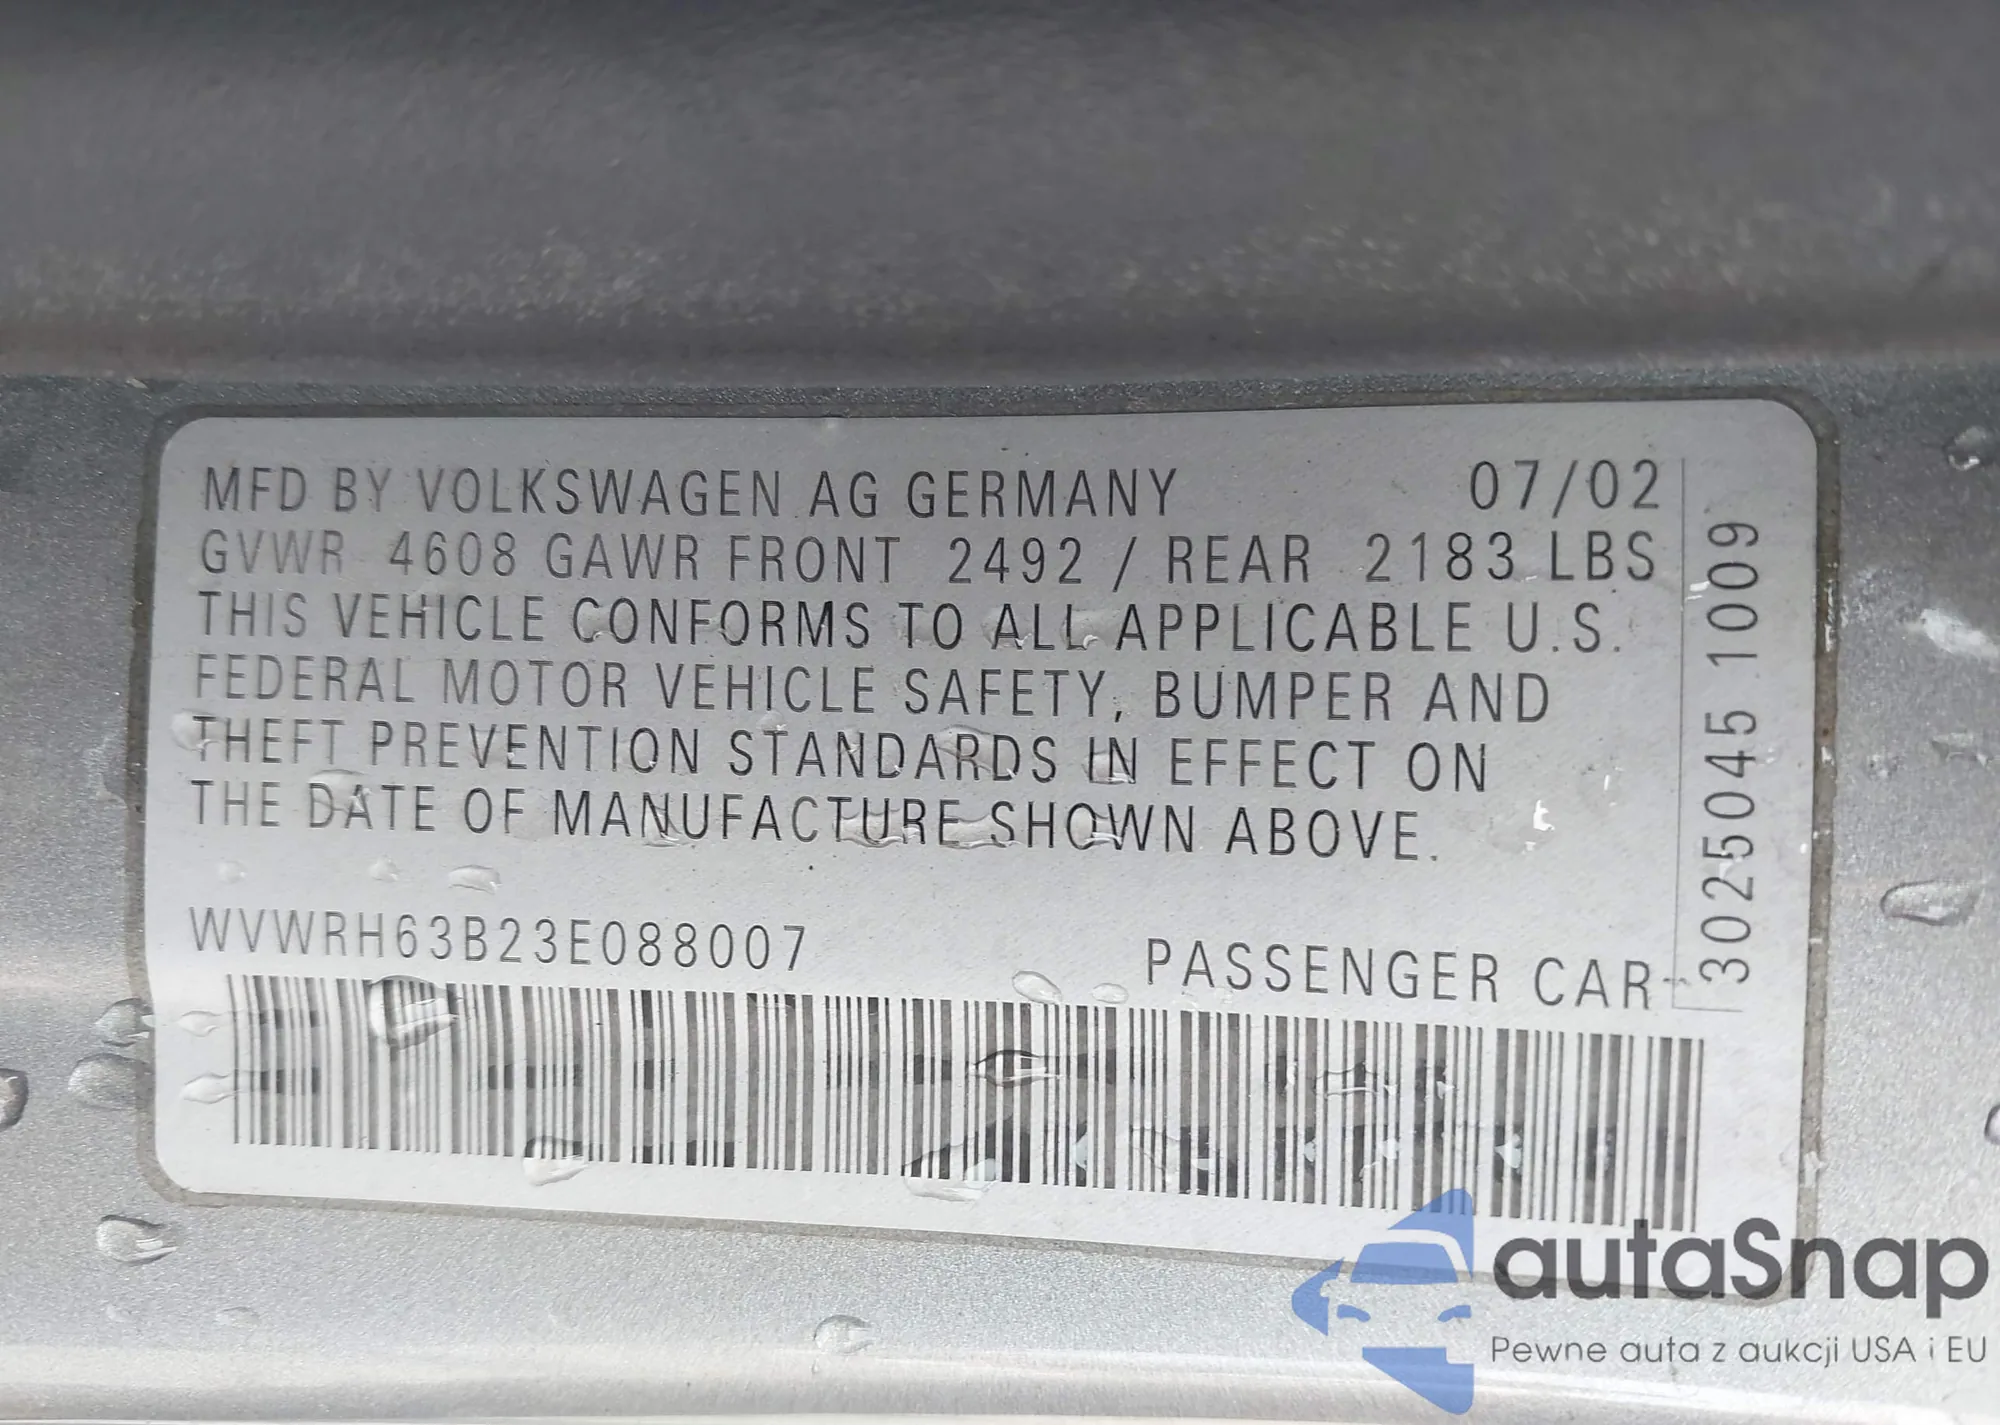 MFD BY VOLKSWAGEN AG GERMANY 07/02
GVWR 4608 GAWR FRONT 2492 / REAR 2183 LBS
THIS VEHICLE CONFORMS TO ALL APPLICABLE U.S.
FEDERAL MOTOR VEHICLE SAFETY, BUMPER AND
THEFT PREVENTION STANDARDS IN EFFECT ON
THE DATE OF MANUFACTURE SHOWN ABOVE.
WVWRH63B23E088007 PASSENGER CAR
3025045 1009
autaSnap
Pewne auta z aukcji USA i EU